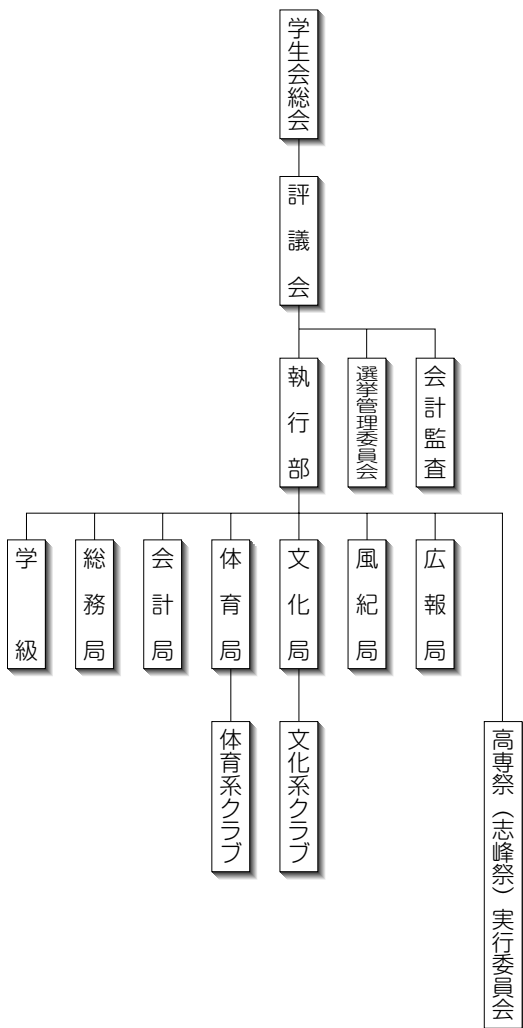 学生会総会
評議会
執行部
選挙管理委員会
会計監査
学級
総務局
会計局
体育局
文化局
風紀局
広報局
体育系クラブ
文化系クラブ
高専祭（志峰祭）実行委員会